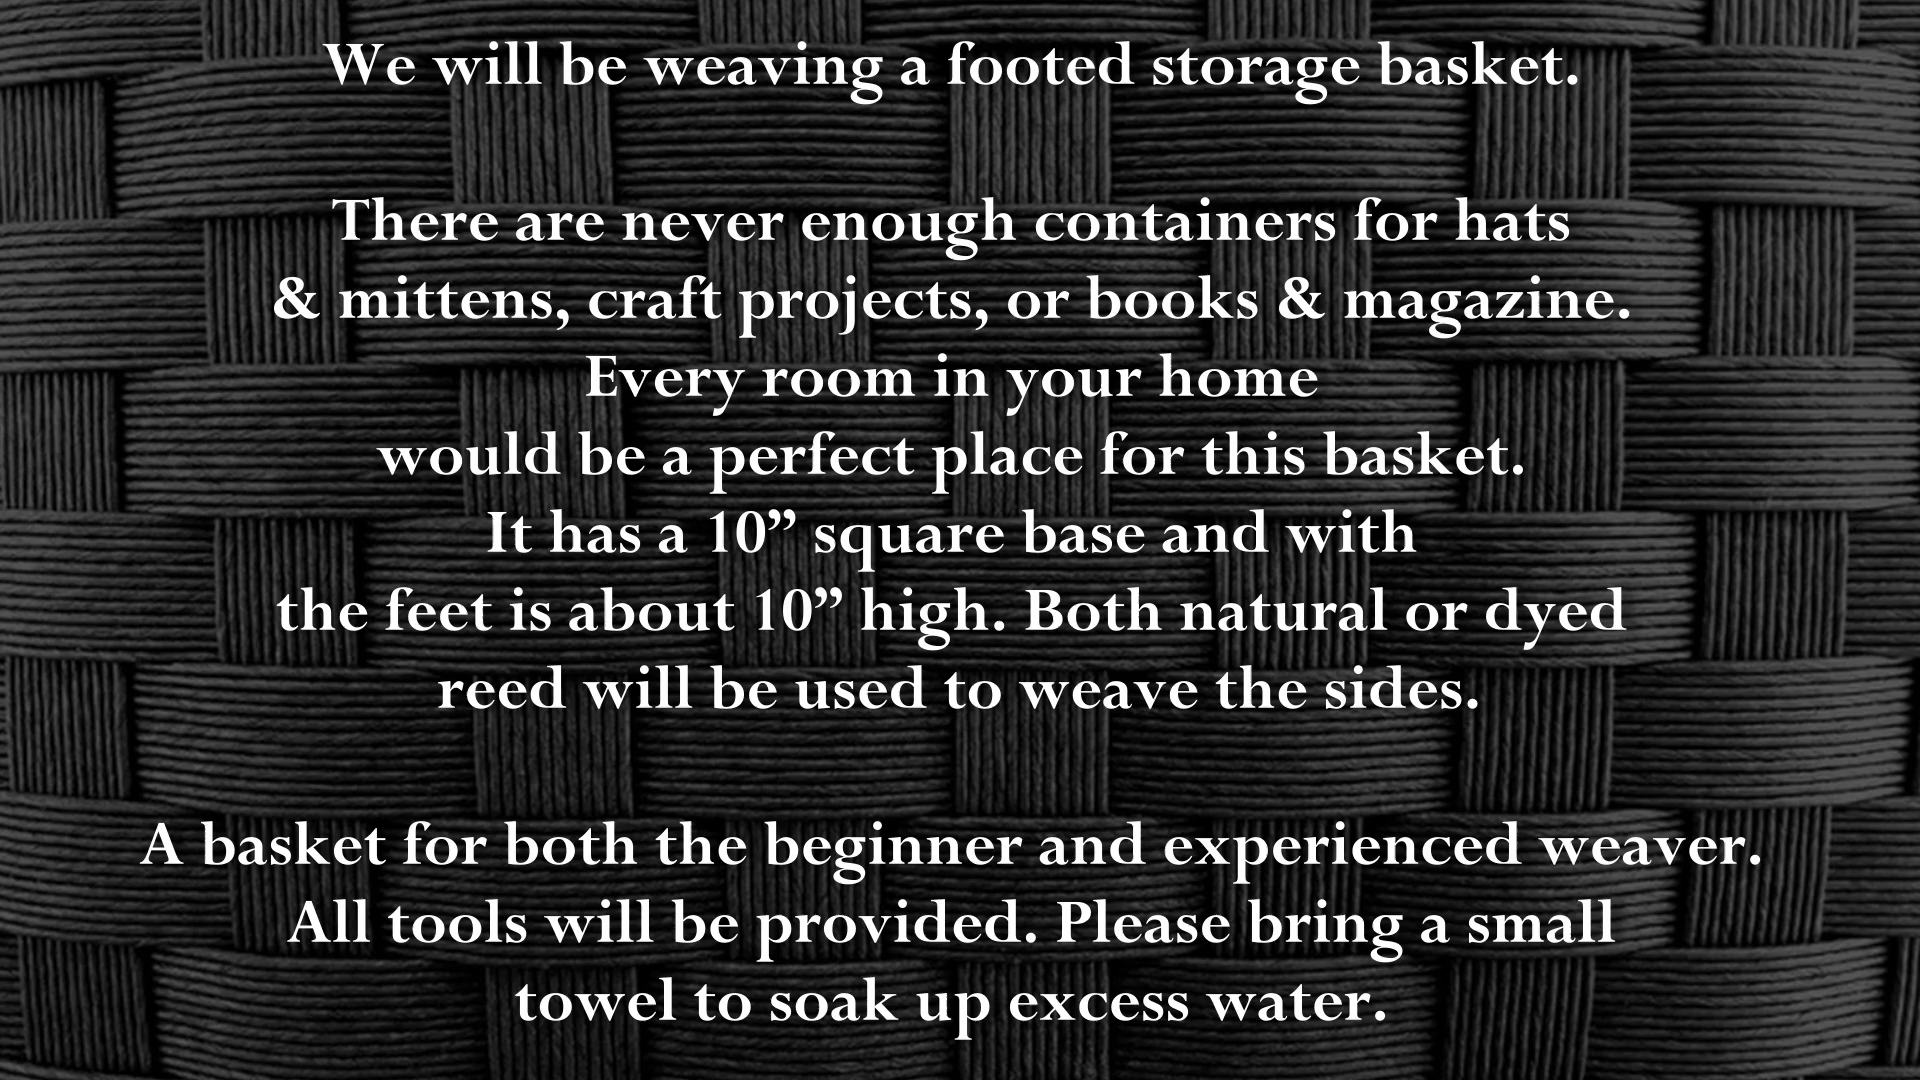 We will be weaving a footed storage basket.
There are never enough containers for hats
& mittens, craft projects, or books & magazine.
Every room in your home
would be a perfect place for this basket.
It has a 10” square base and with
the feet is about 10” high. Both natural or dyed
reed will be used to weave the sides.
A basket for both the beginner and experienced weaver.
All tools will be provided. Please bring a small
towel to soak up excess water.